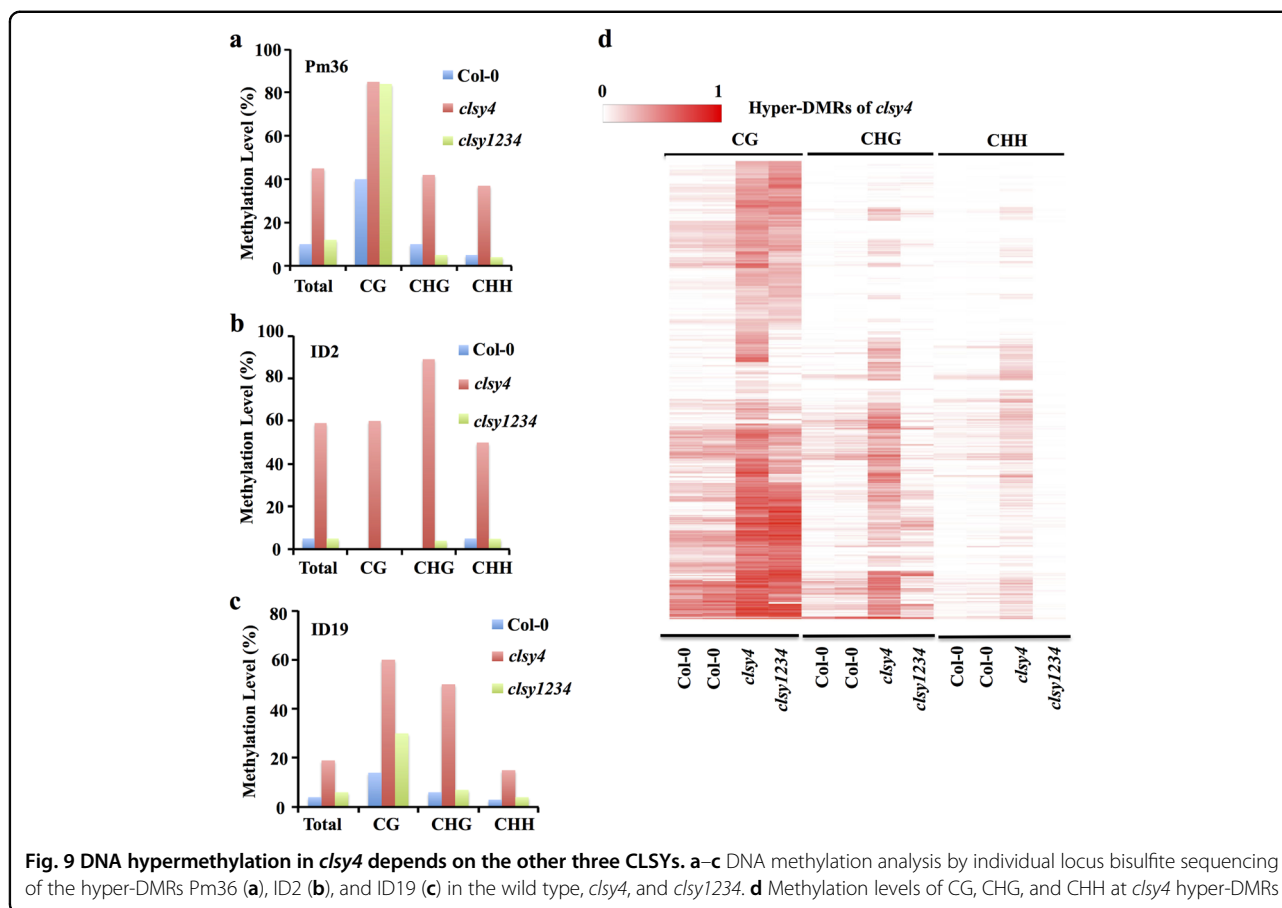 a
Pm36
Methylation Level (%)
100
80
60
40
20
0
Total CG CHG CHH
Col-0
clsy4
clsy1234
b
ID2
Methylation Level (%)
100
80
60
40
20
0
Total CG CHG CHH
Col-0
clsy4
clsy1234
c
ID19
Methylation Level (%)
80
60
40
20
0
Total CG CHG CHH
Col-0
clsy4
clsy1234
d
0 1
Hyper-DMRs of clsy4
CG CHG CHH
Col-0 Col-0 clsy4 clsy1234 Col-0 Col-0 clsy4 clsy1234 Col-0 Col-0 clsy4 clsy1234
Fig. 9 DNA hypermethylation in clsy4 depends on the other three CLSYs. a–c DNA methylation analysis by individual locus bisulfite sequencing
of the hyper-DMRs Pm36 (a), ID2 (b), and ID19 (c) in the wild type, clsy4, and clsy1234. d Methylation levels of CG, CHG, and CHH at clsy4 hyper-DMRs